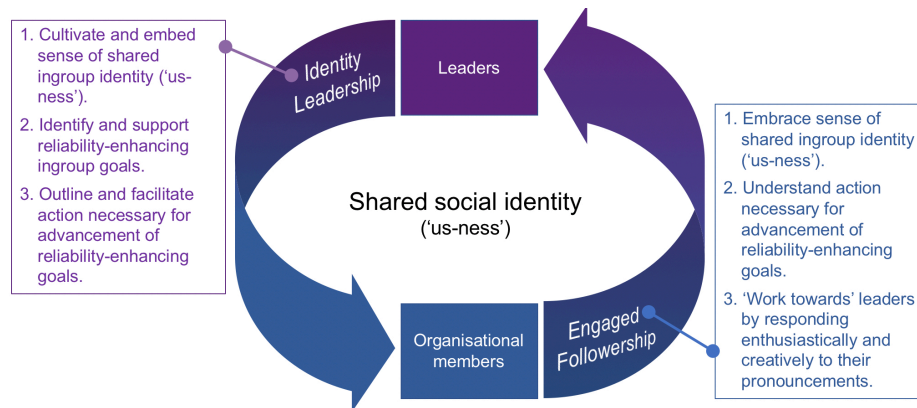 1. Cultivate and embed
sense of shared
ingroup identity (‘us-
ness’).
2. Identify and support
reliability-enhancing
ingroup goals.
3. Outline and facilitate
action necessary for
advancement of
reliability-enhancing
goals.
Identity
Leadership
Leaders
Shared social identity
(‘us-ness’)
Organisational
members
Engaged
Followership
1. Embrace sense of
shared ingroup identity
(‘us-ness’).
2. Understand action
necessary for
advancement of
reliability-enhancing
goals.
3. ‘Work towards’ leaders
by responding
enthusiastically and
creatively to their
pronouncements.